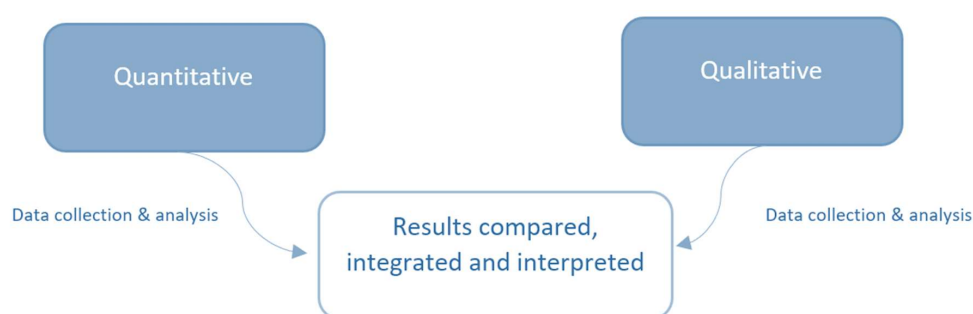 Quantitative
Qualitative
Data collection & analysis
Results compared,
integrated and interpreted
Data collection & analysis